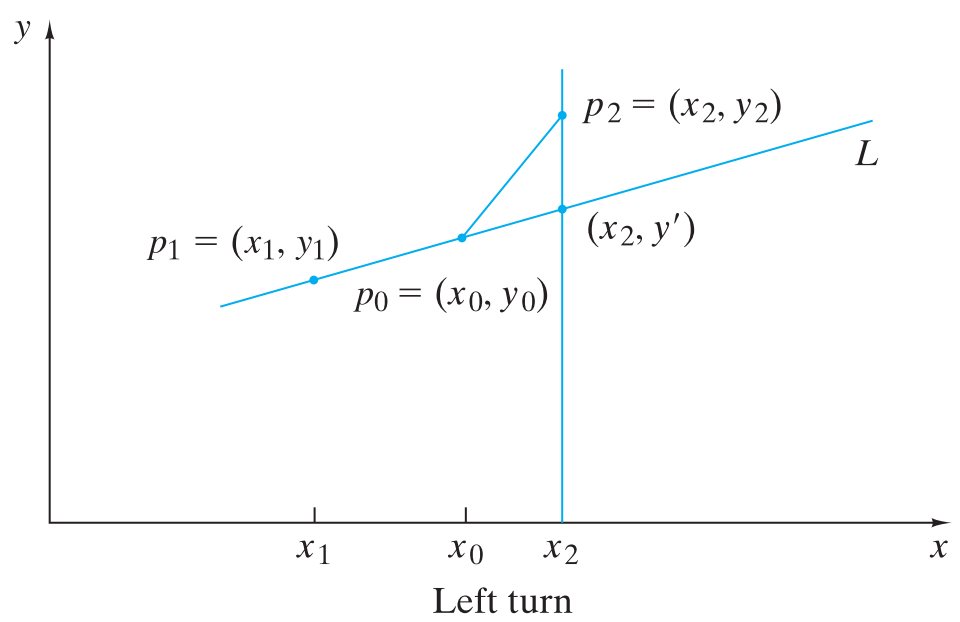 y
p₂ = (x₂, y₂)
L
(x₂, y′)
p₁ = (x₁, y₁)
p₀ = (x₀, y₀)
x₁ x₀ x₂ x
Left turn